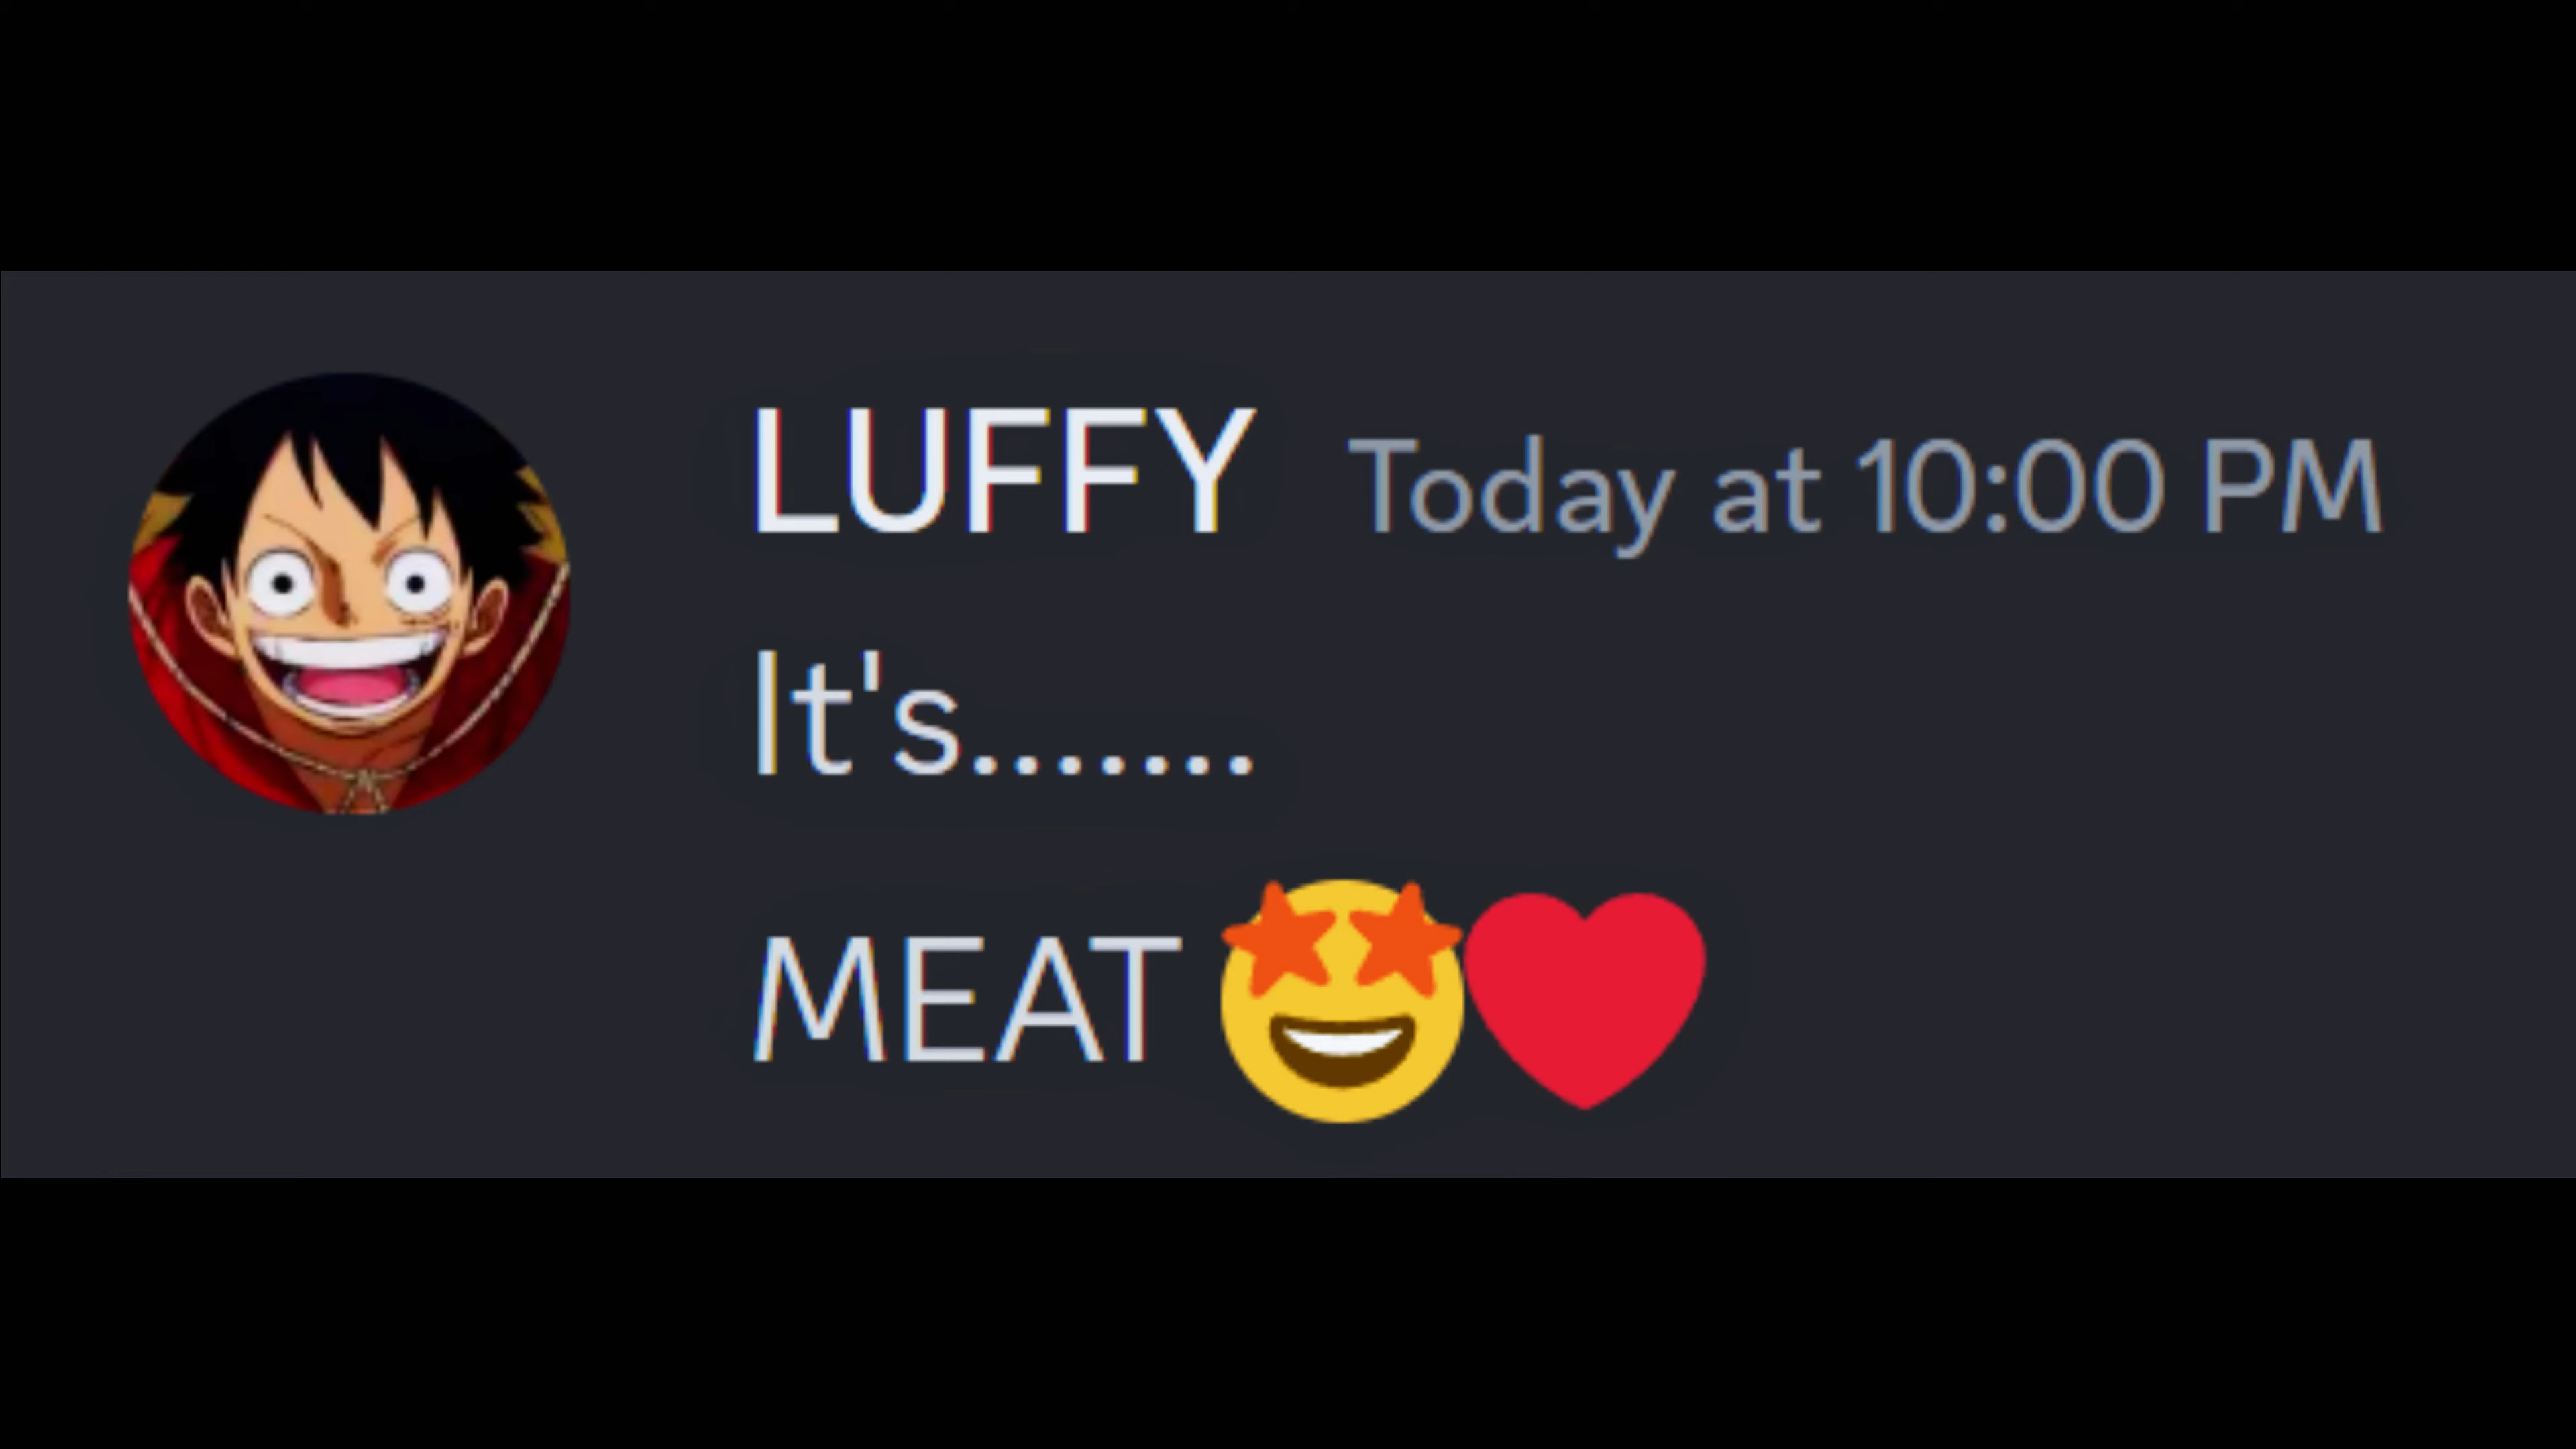 LUFFY Today at 10:00 PM
It's.......
MEAT 🤩❤️